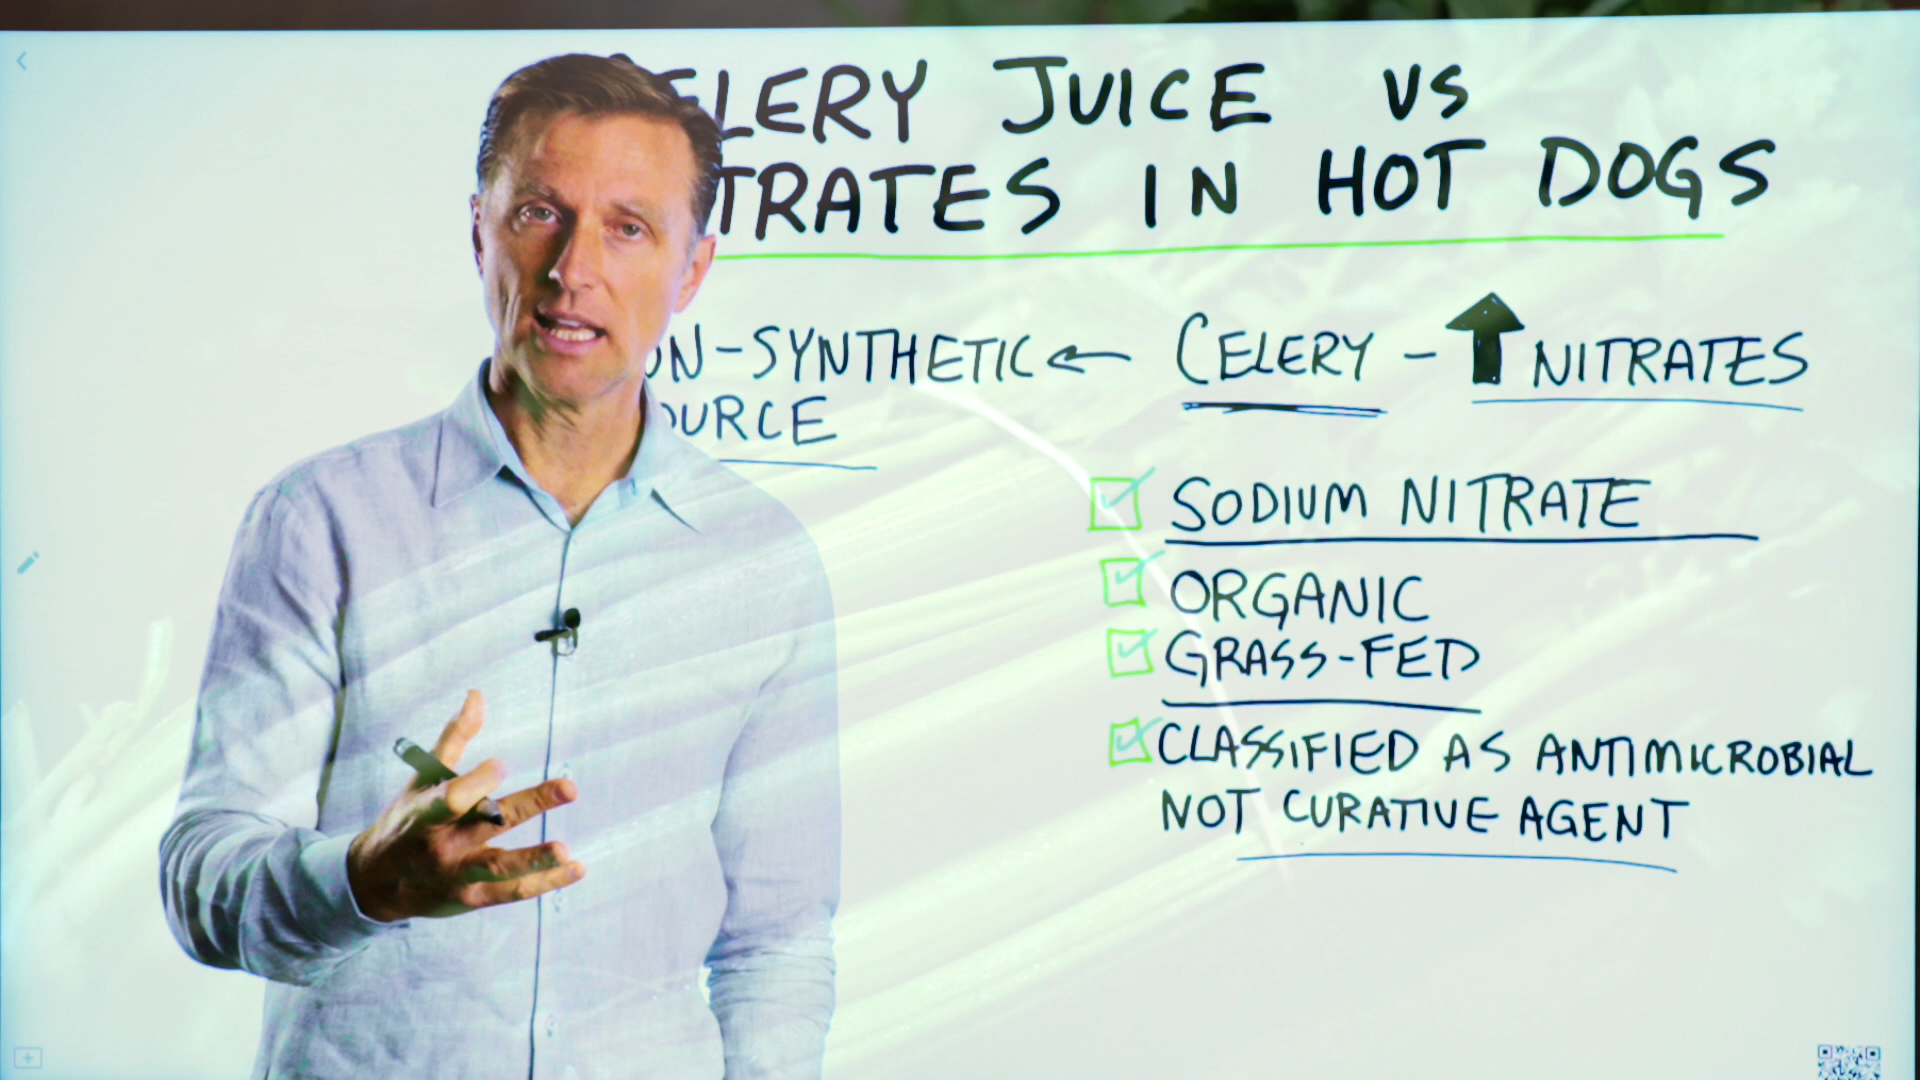 ELERY JUICE VS
TRATES IN HOT DOGS
ON-SYNTHETIC ← CELERY - ↑ NITRATES
OURCE
SODIUM NITRATE
ORGANIC
GRASS-FED
CLASSIFIED AS ANTIMICROBIAL
NOT CURATIVE AGENT